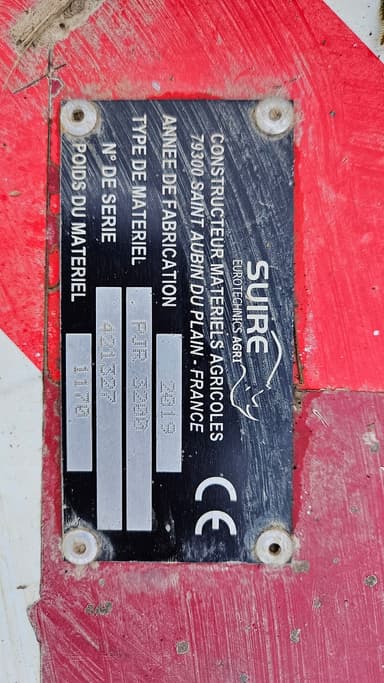 SUIRE
EUROTECHNICS AGRI
CE
CONSTRUCTEUR MATERIELS AGRICOLES
79300 SAINT AUBIN DU PLAIN - FRANCE
ANNEE DE FABRICATION 2019
TYPE DE MATERIEL PJR 3200
N° DE SERIE 421327
POIDS DU MATERIEL 1170